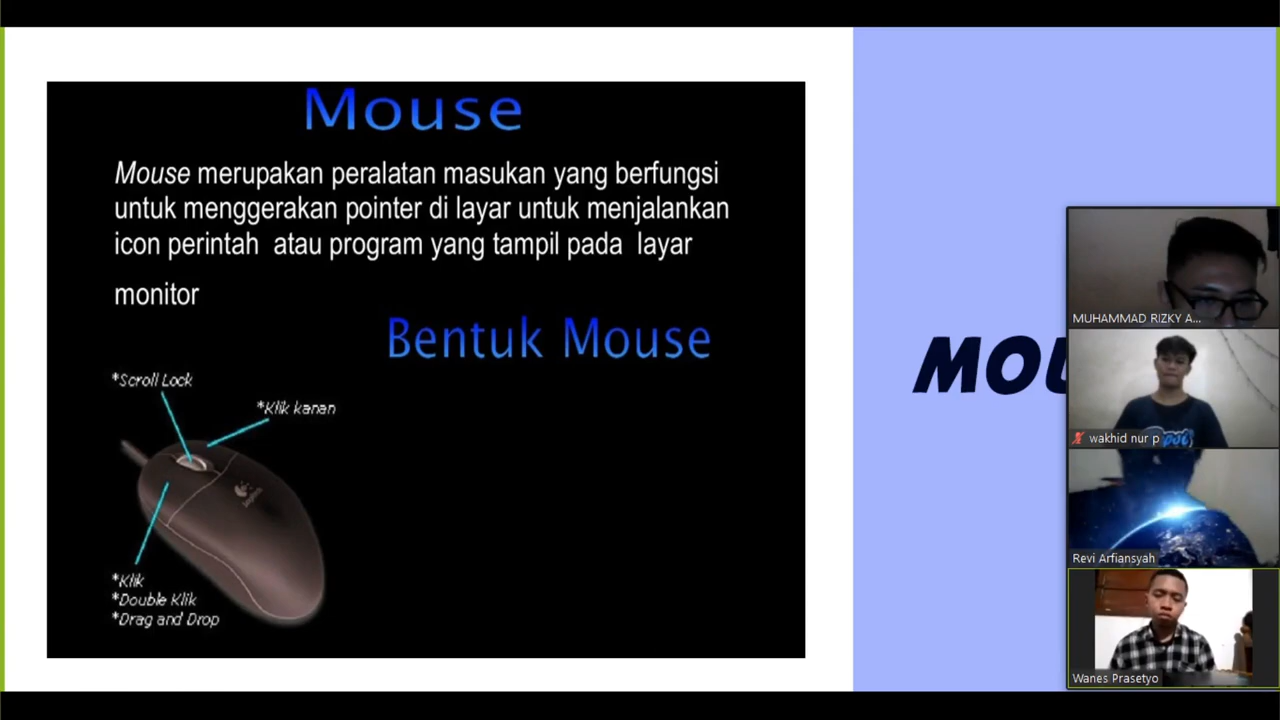 Mouse
Mouse merupakan peralatan masukan yang berfungsi
untuk menggerakan pointer di layar untuk menjalankan
icon perintah atau program yang tampil pada layar
monitor
Bentuk Mouse
*Scroll Lock
*Klik kanan
*Klik
*Double Klik
*Drag and Drop
MOU
MUHAMMAD RIZKY A...
wakhid nur p
Revi Arfiansyah
Wanes Prasetyo